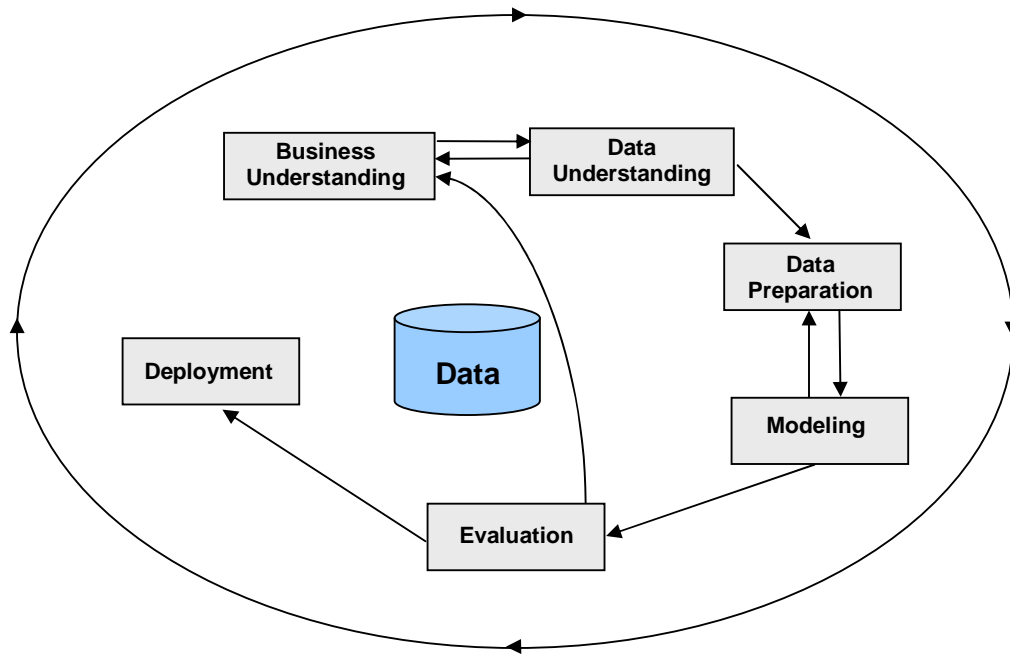 Business
Understanding
Data
Understanding
Data
Preparation
Data
Deployment
Modeling
Evaluation